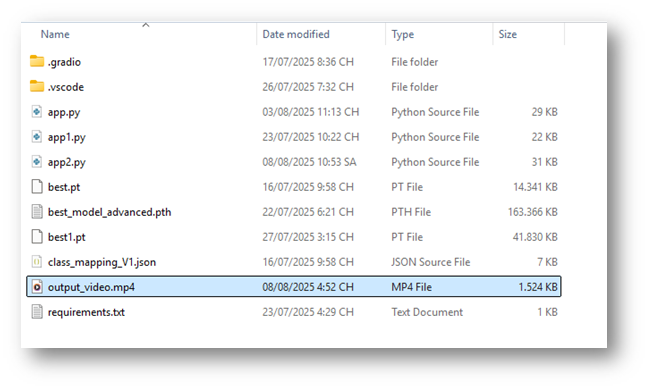 Name Date modified Type Size
.gradio 17/07/2025 8:36 CH File folder
.vscode 26/07/2025 7:32 CH File folder
app.py 03/08/2025 11:13 CH Python Source File 29 KB
app1.py 23/07/2025 10:22 CH Python Source File 22 KB
app2.py 08/08/2025 10:53 SA Python Source File 31 KB
best.pt 16/07/2025 9:58 CH PT File 14.341 KB
best_model_advanced.pth 22/07/2025 6:21 CH PTH File 163.366 KB
best1.pt 27/07/2025 3:15 CH PT File 41.830 KB
class_mapping_V1.json 16/07/2025 9:58 CH JSON Source File 7 KB
output_video.mp4 08/08/2025 4:52 CH MP4 File 1.524 KB
requirements.txt 23/07/2025 4:29 CH Text Document 1 KB